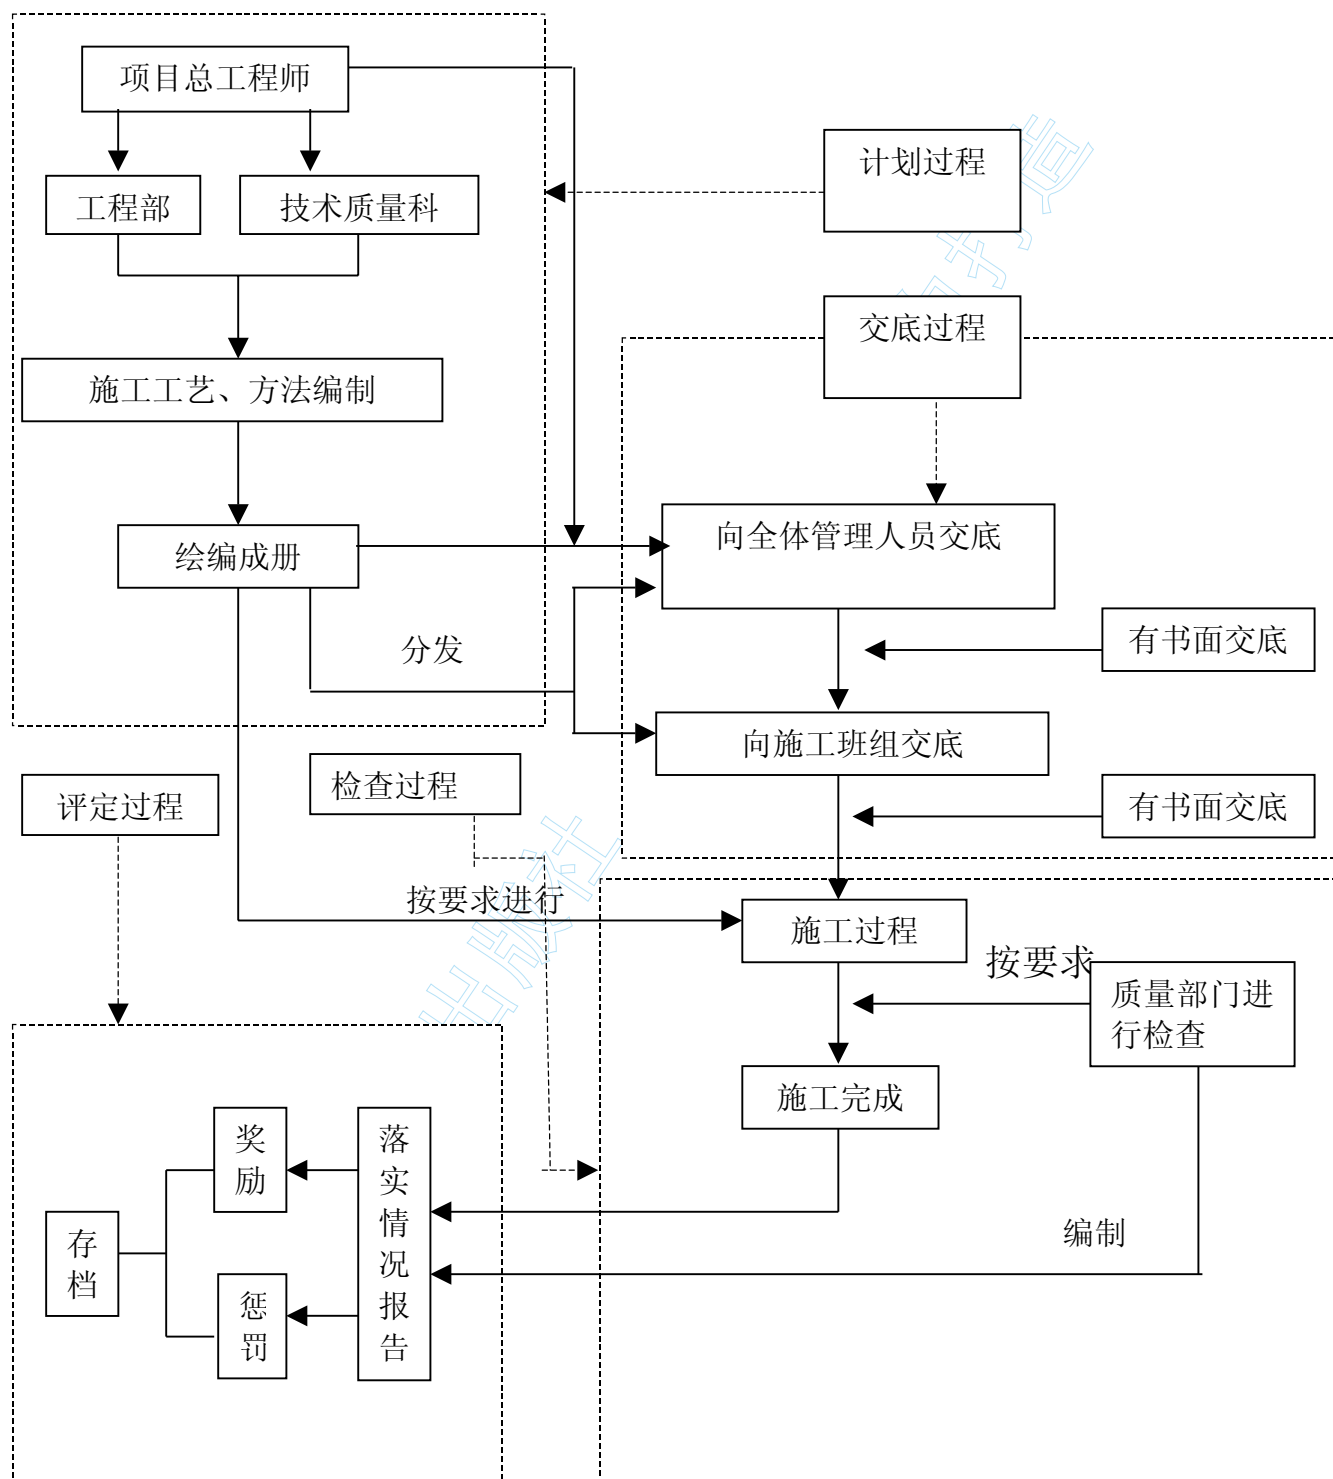 项目总工程师
计划过程
工程部
技术质量科
交底过程
施工工艺、方法编制
向全体管理人员交底
绘编成册
分发
有书面交底
向施工班组交底
评定过程
检查过程
有书面交底
按要求进行
施工过程
按要求
质量部门进
行检查
施工完成
奖
励
落
实
情
况
报
告
存
档
编制
惩
罚
出版社
打造